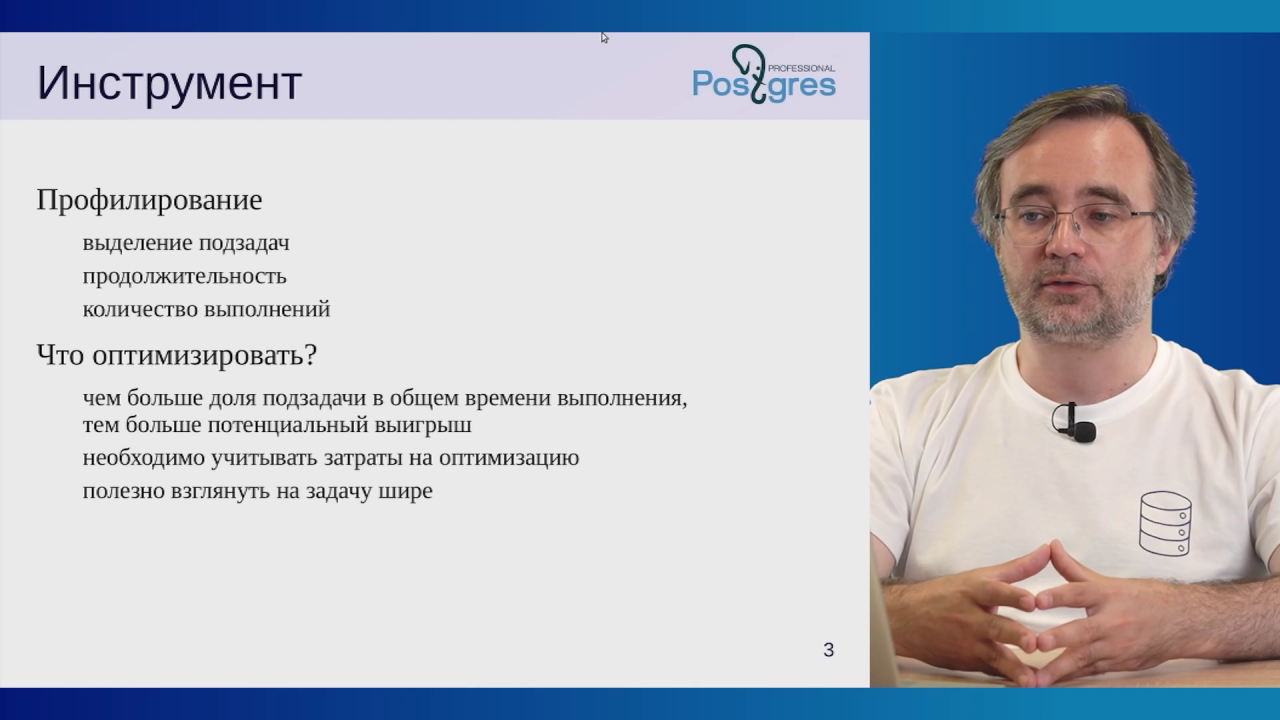 Инструмент
PROFESSIONAL
Postgres
Профилирование
выделение подзадач
продолжительность
количество выполнений
Что оптимизировать?
чем больше доля подзадачи в общем времени выполнения,
тем больше потенциальный выигрыш
необходимо учитывать затраты на оптимизацию
полезно взглянуть на задачу шире
3